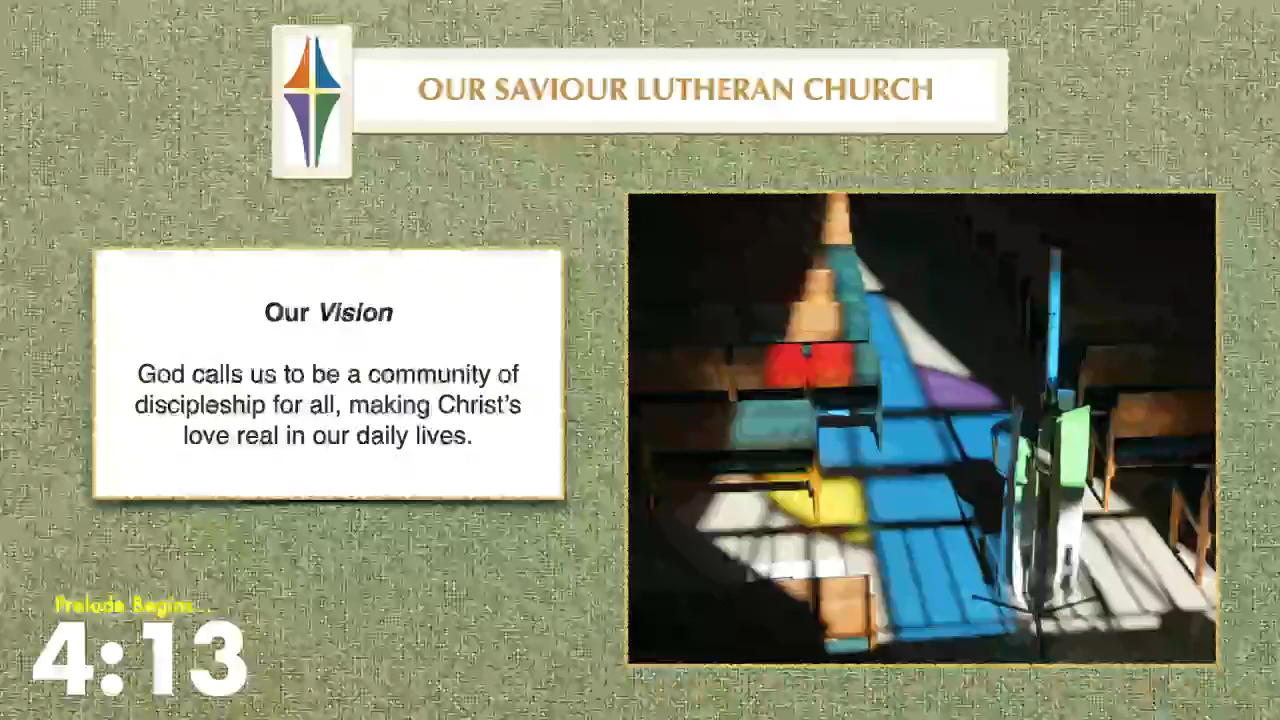 OUR SAVIOUR LUTHERAN CHURCH
Our Vision
God calls us to be a community of
discipleship for all, making Christ's
love real in our daily lives.
Prelude Begins...
4:13